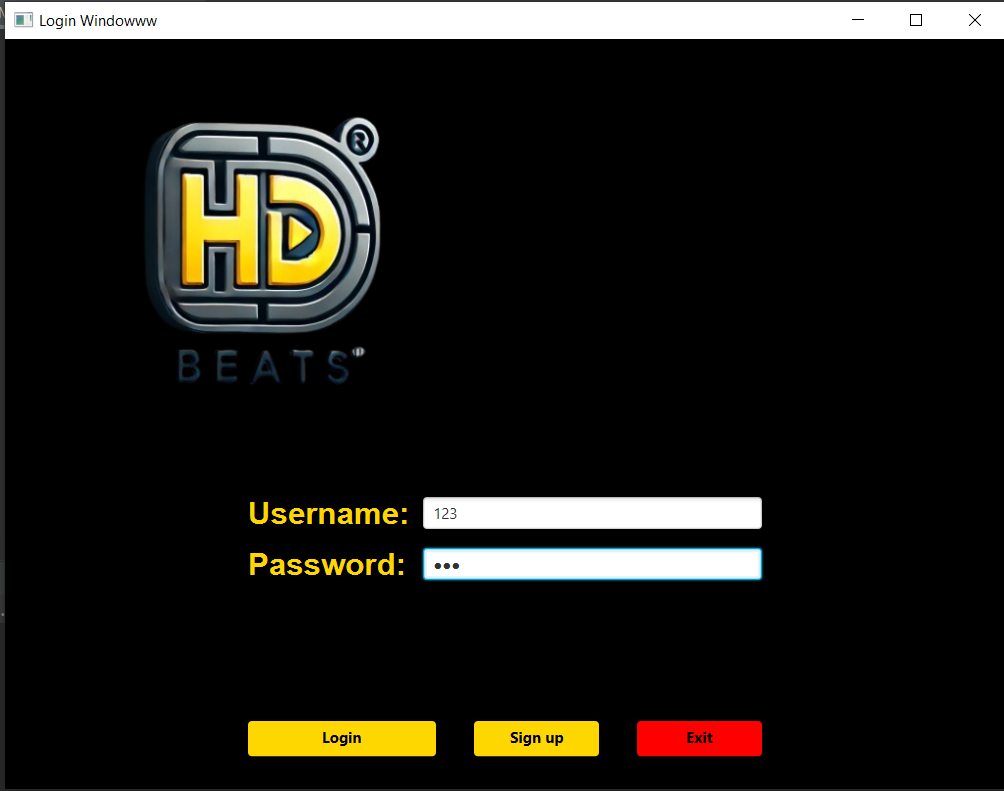 Login Windowww
R
HD
BEATS
Username: 123
Password: •••
Login Sign up Exit